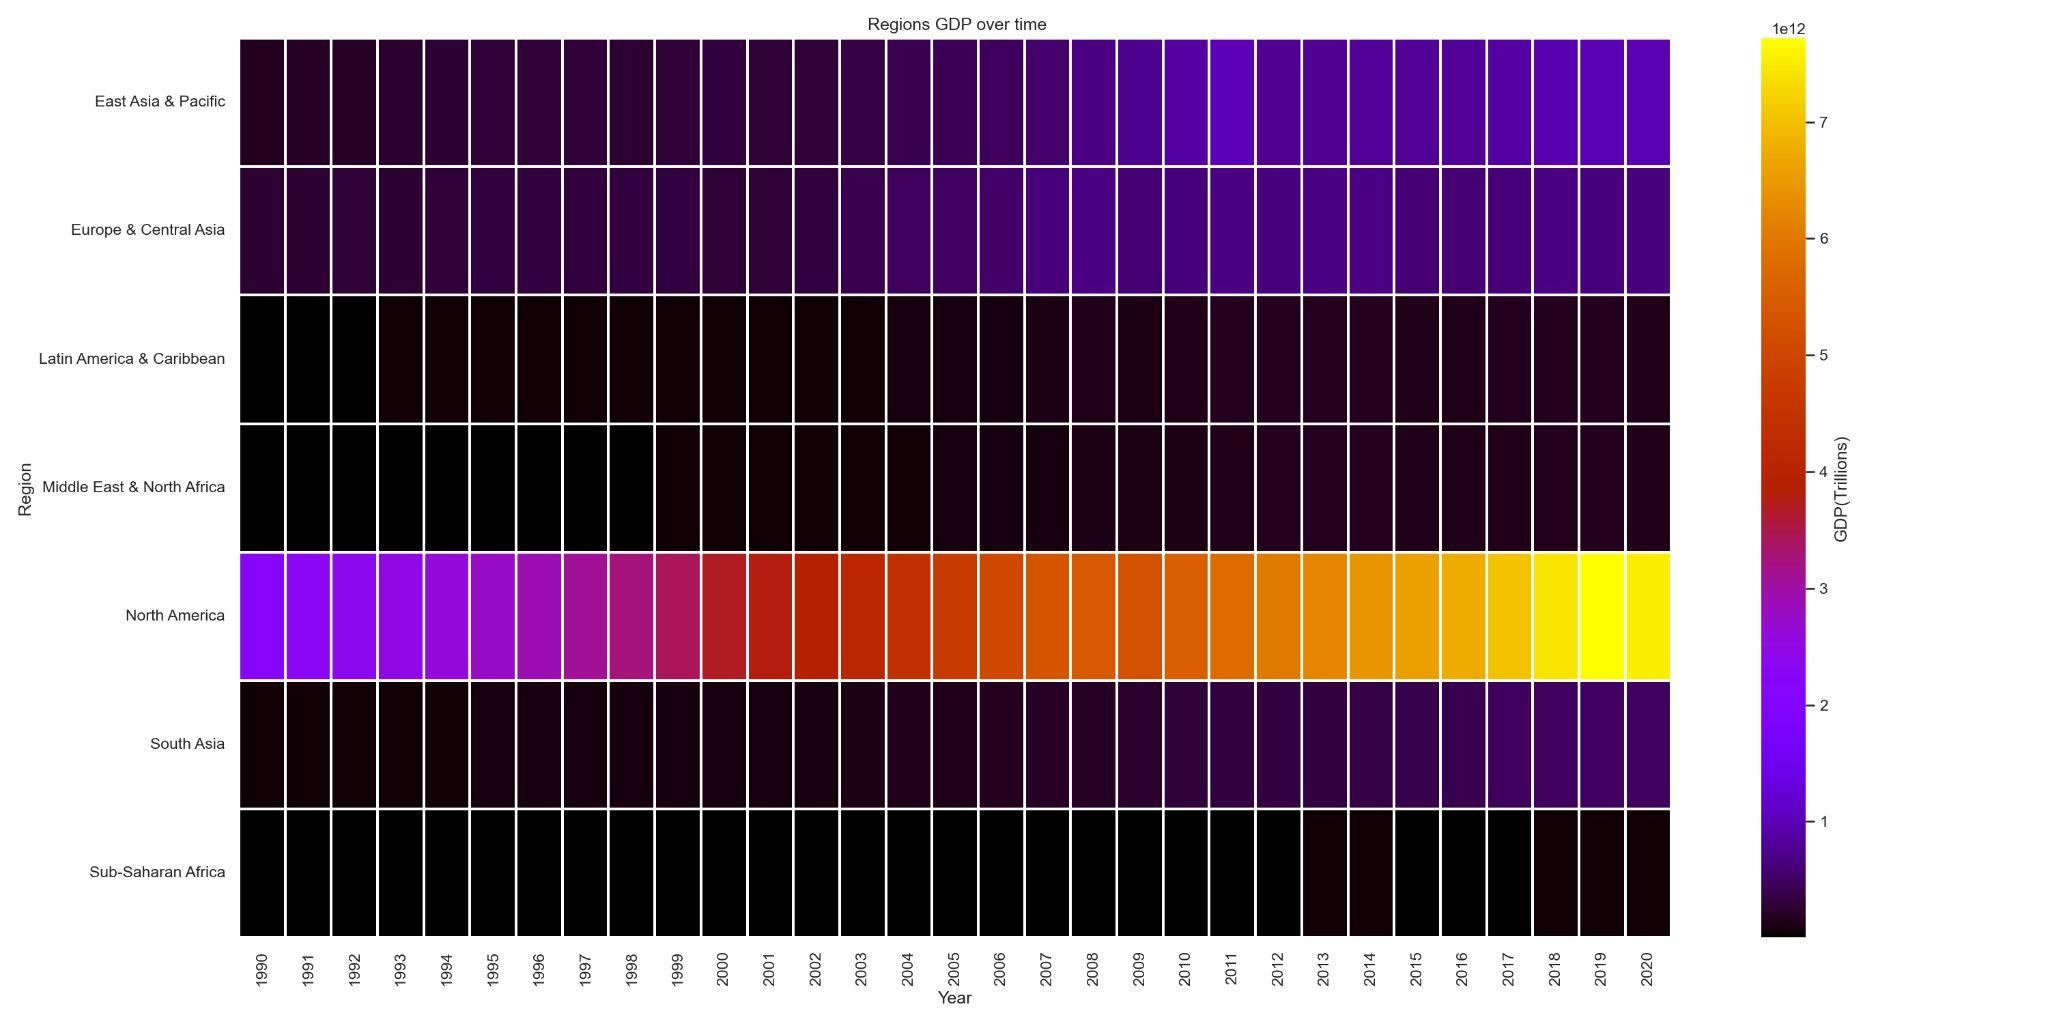 Regions GDP over time
1e12
East Asia & Pacific
Europe & Central Asia
Latin America & Caribbean
Middle East & North Africa
North America
South Asia
Sub-Saharan Africa
Region
1990 1991 1992 1993 1994 1995 1996 1997 1998 1999 2000 2001 2002 2003 2004 2005 2006 2007 2008 2009 2010 2011 2012 2013 2014 2015 2016 2017 2018 2019 2020
Year
7
6
5
4
3
2
1
GDP(Trillions)